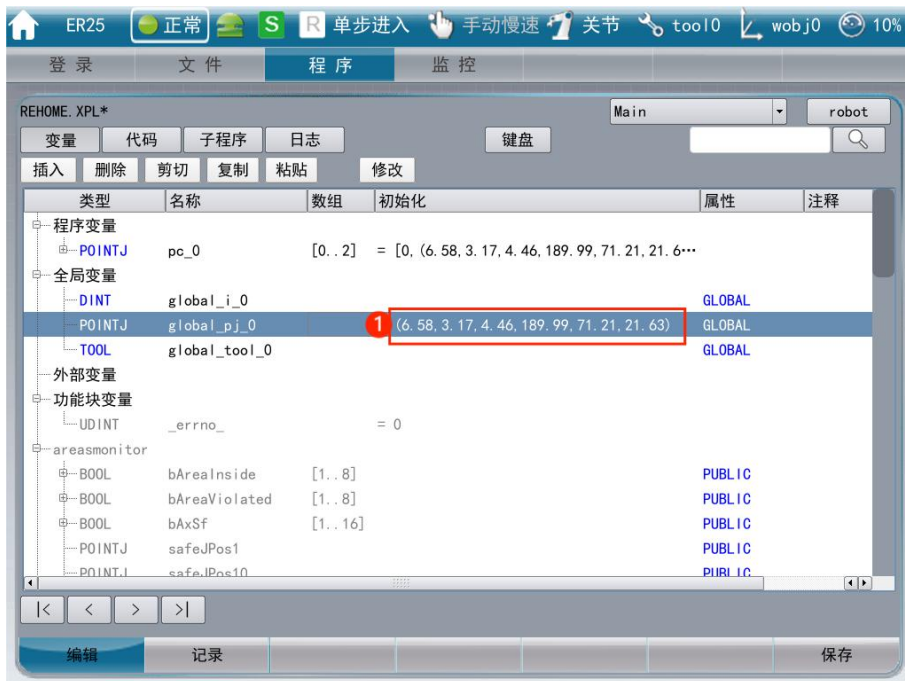 ER25 正常 S R 单步进入 手动慢速 关节 tool0 wobj0 10%
登录 文件 程序 监控
REHOME.XPL* Main robot
变量 代码 子程序 日志 键盘
插入 删除 剪切 复制 粘贴 修改
类型 名称 数组 初始化 属性 注释
程序变量
POINTJ pc_0 [0..2] = [0, (6.58, 3.17, 4.46, 189.99, 71.21, 21.6…
全局变量
DINT global_i_0 GLOBAL
POINTJ global_pj_0 1 (6.58, 3.17, 4.46, 189.99, 71.21, 21.63) GLOBAL
TOOL global_tool_0 GLOBAL
外部变量
功能块变量
UDINT _errno_ = 0
areasmonitor
BOOL bAreaInside [1..8] PUBLIC
BOOL bAreaViolated [1..8] PUBLIC
BOOL bAxSf [1..16] PUBLIC
POINTJ safeJPos1 PUBLIC
POINTJ safeJPos10 PUBLIC
|< < > >|
编辑 记录 保存